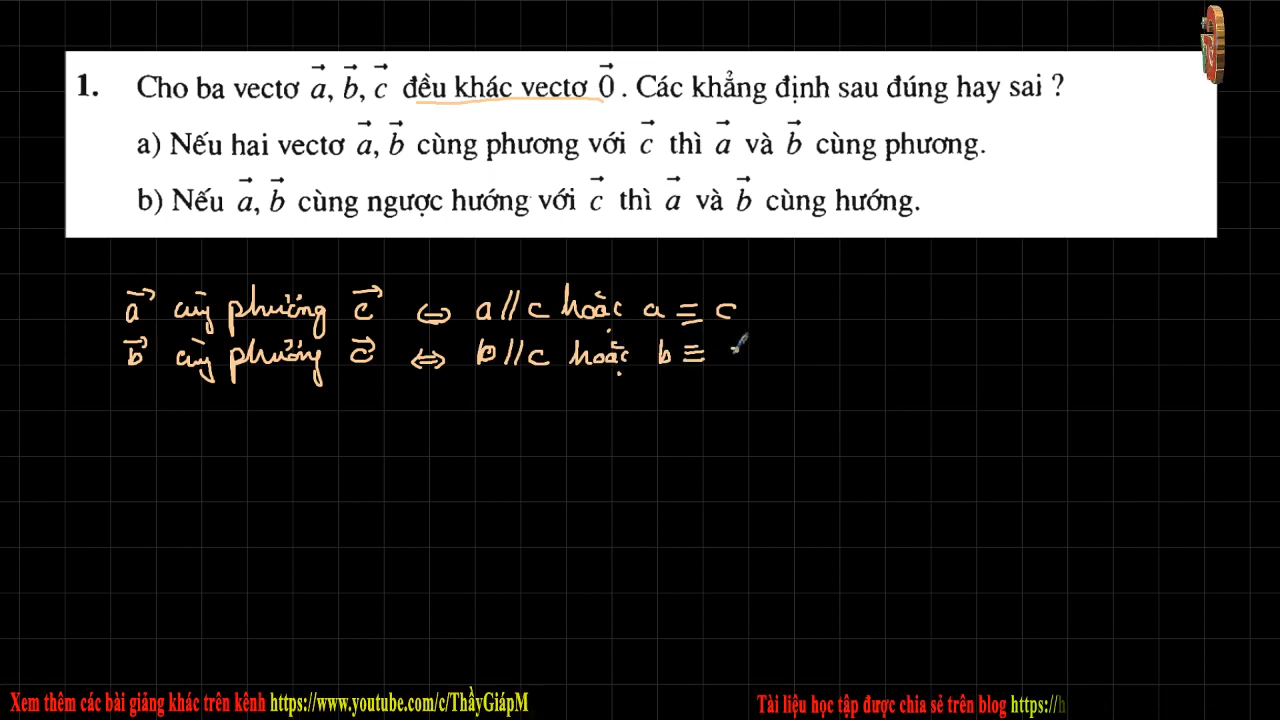 1. Cho ba vectơ a⃗, b⃗, c⃗ đều khác vectơ 0⃗. Các khẳng định sau đúng hay sai ?
a) Nếu hai vectơ a⃗, b⃗ cùng phương với c⃗ thì a⃗ và b⃗ cùng phương.
b) Nếu a⃗, b⃗ cùng ngược hướng với c⃗ thì a⃗ và b⃗ cùng hướng.
a⃗ cùng phương c⃗ ⇔ a // c hoặc a ≡ c
b⃗ cùng phương c⃗ ⇔ b // c hoặc b ≡
Xem thêm các bài giảng khác trên kênh https://www.youtube.com/c/ThầyGiápM
Tài liệu học tập được chia sẻ trên blog https://h